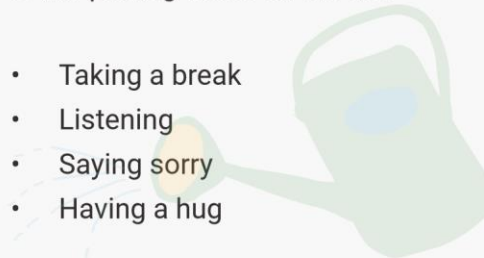 • Taking a break
• Listening
• Saying sorry
• Having a hug